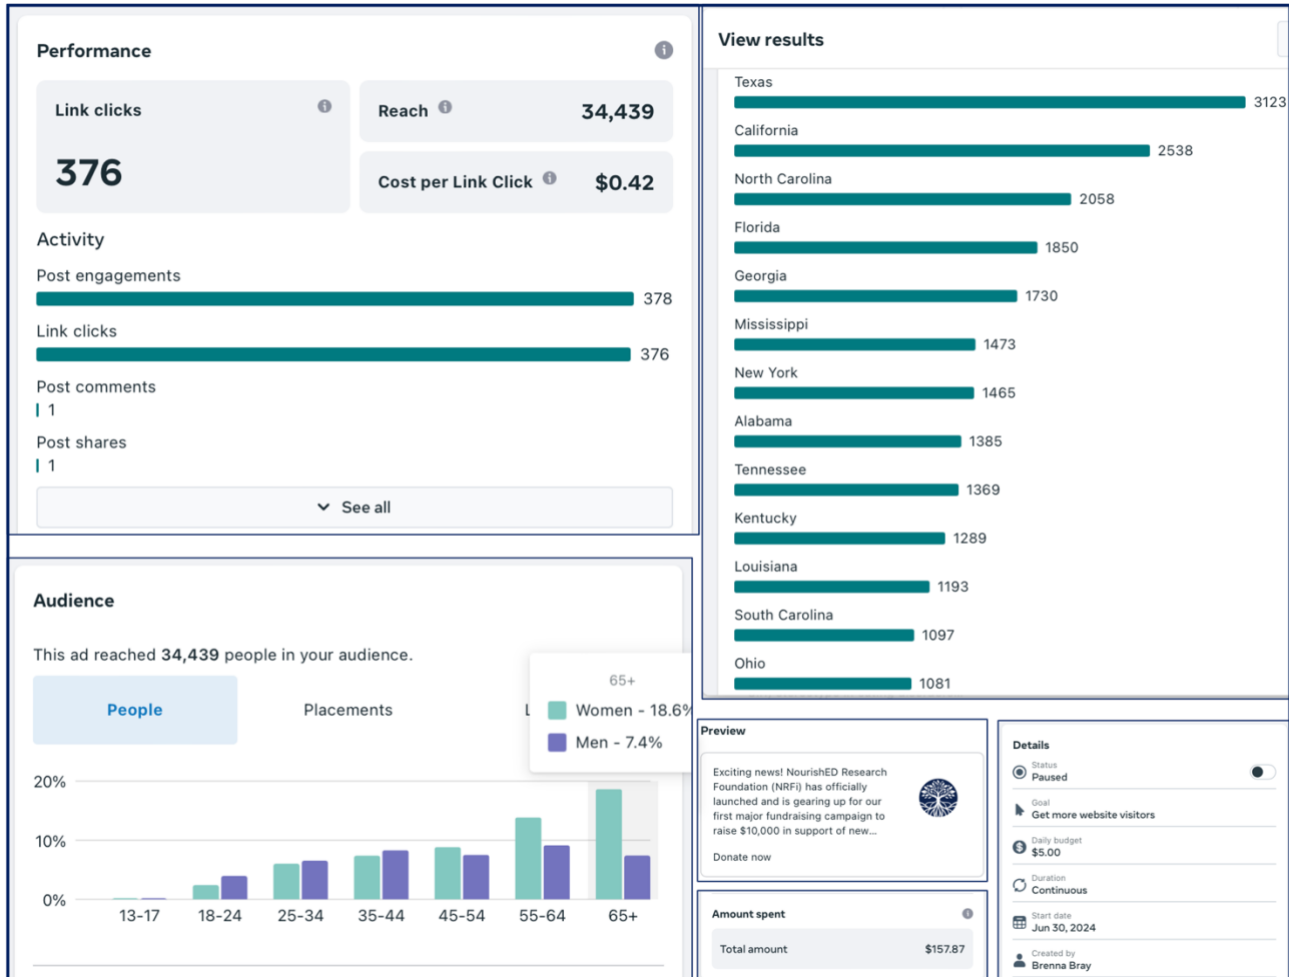 Performance
Link clicks
376
Reach
34,439
Cost per Link Click
$0.42
Activity
Post engagements
378
Link clicks
376
Post comments
1
Post shares
1
See all
View results
Texas
3123
California
2538
North Carolina
2058
Florida
1850
Georgia
1730
Mississippi
1473
New York
1465
Alabama
1385
Tennessee
1369
Kentucky
1289
Louisiana
1193
South Carolina
1097
Ohio
1081
Audience
This ad reached 34,439 people in your audience.
People
Placements
L
65+
Women - 18.6%
Men - 7.4%
20%
10%
0%
13-17
18-24
25-34
35-44
45-54
55-64
65+
Preview
Exciting news! NourishED Research
Foundation (NRFi) has officially
launched and is gearing up for our
first major fundraising campaign to
raise $10,000 in support of new...
Donate now
Amount spent
Total amount
$157.87
Details
Status
Paused
Goal
Get more website visitors
Daily budget
$5.00
Duration
Continuous
Start date
Jun 30, 2024
Created by
Brenna Bray